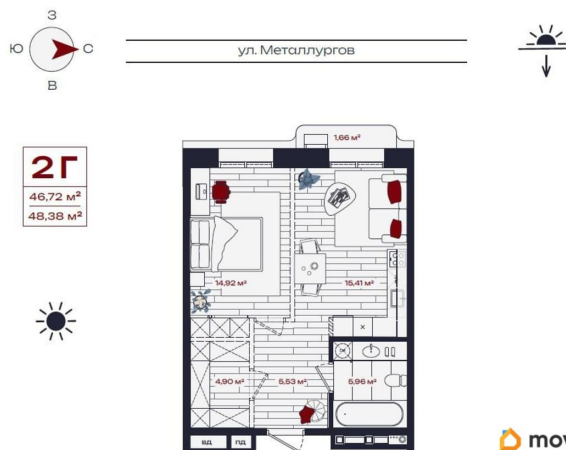 З
Ю
С
В
ул. Металлургов
2Г
46,72 м²
48,38 м²
1,66 м²
14,92 м²
15,41 м²
4,90 м²
5,53 м²
5,96 м²
ВД
ПД
mov